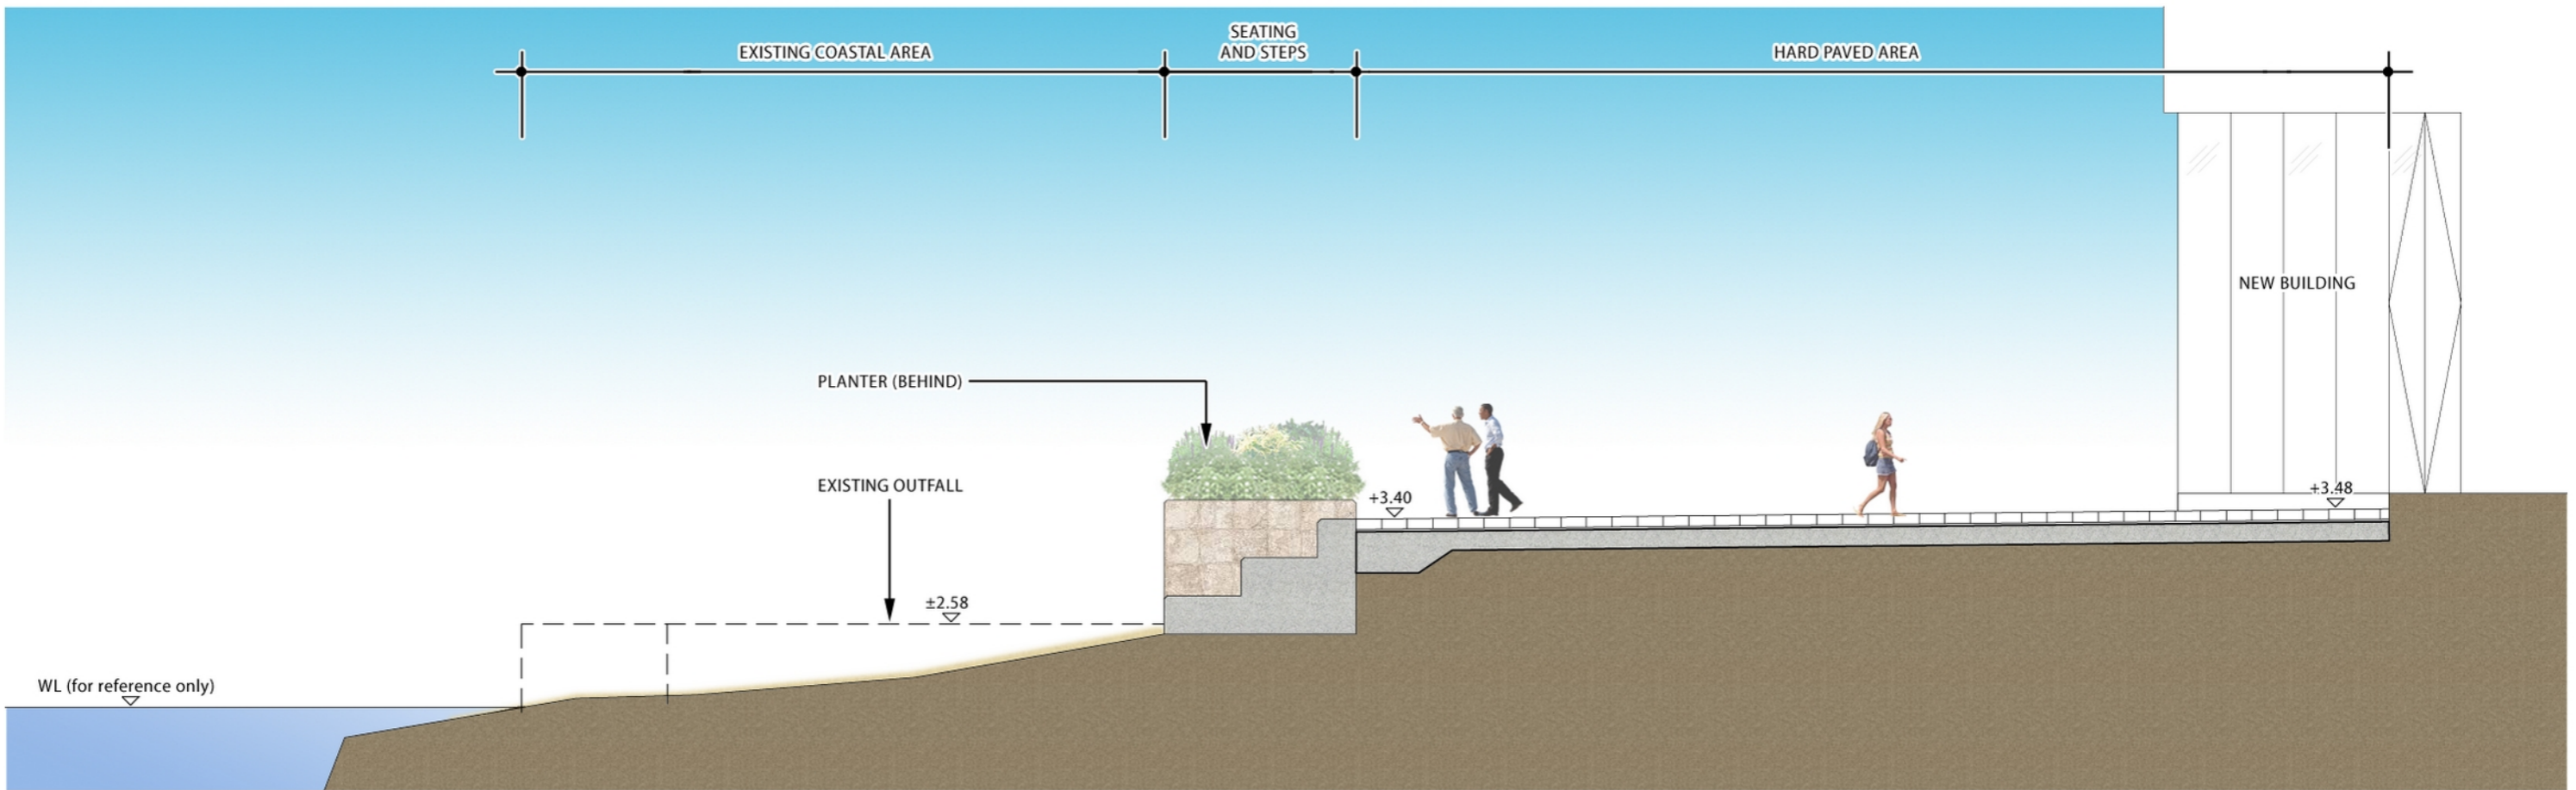 EXISTING COASTAL AREA
SEATING
AND STEPS
HARD PAVED AREA
NEW BUILDING
PLANTER (BEHIND)
EXISTING OUTFALL
+3.40
+3.48
±2.58
WL (for reference only)